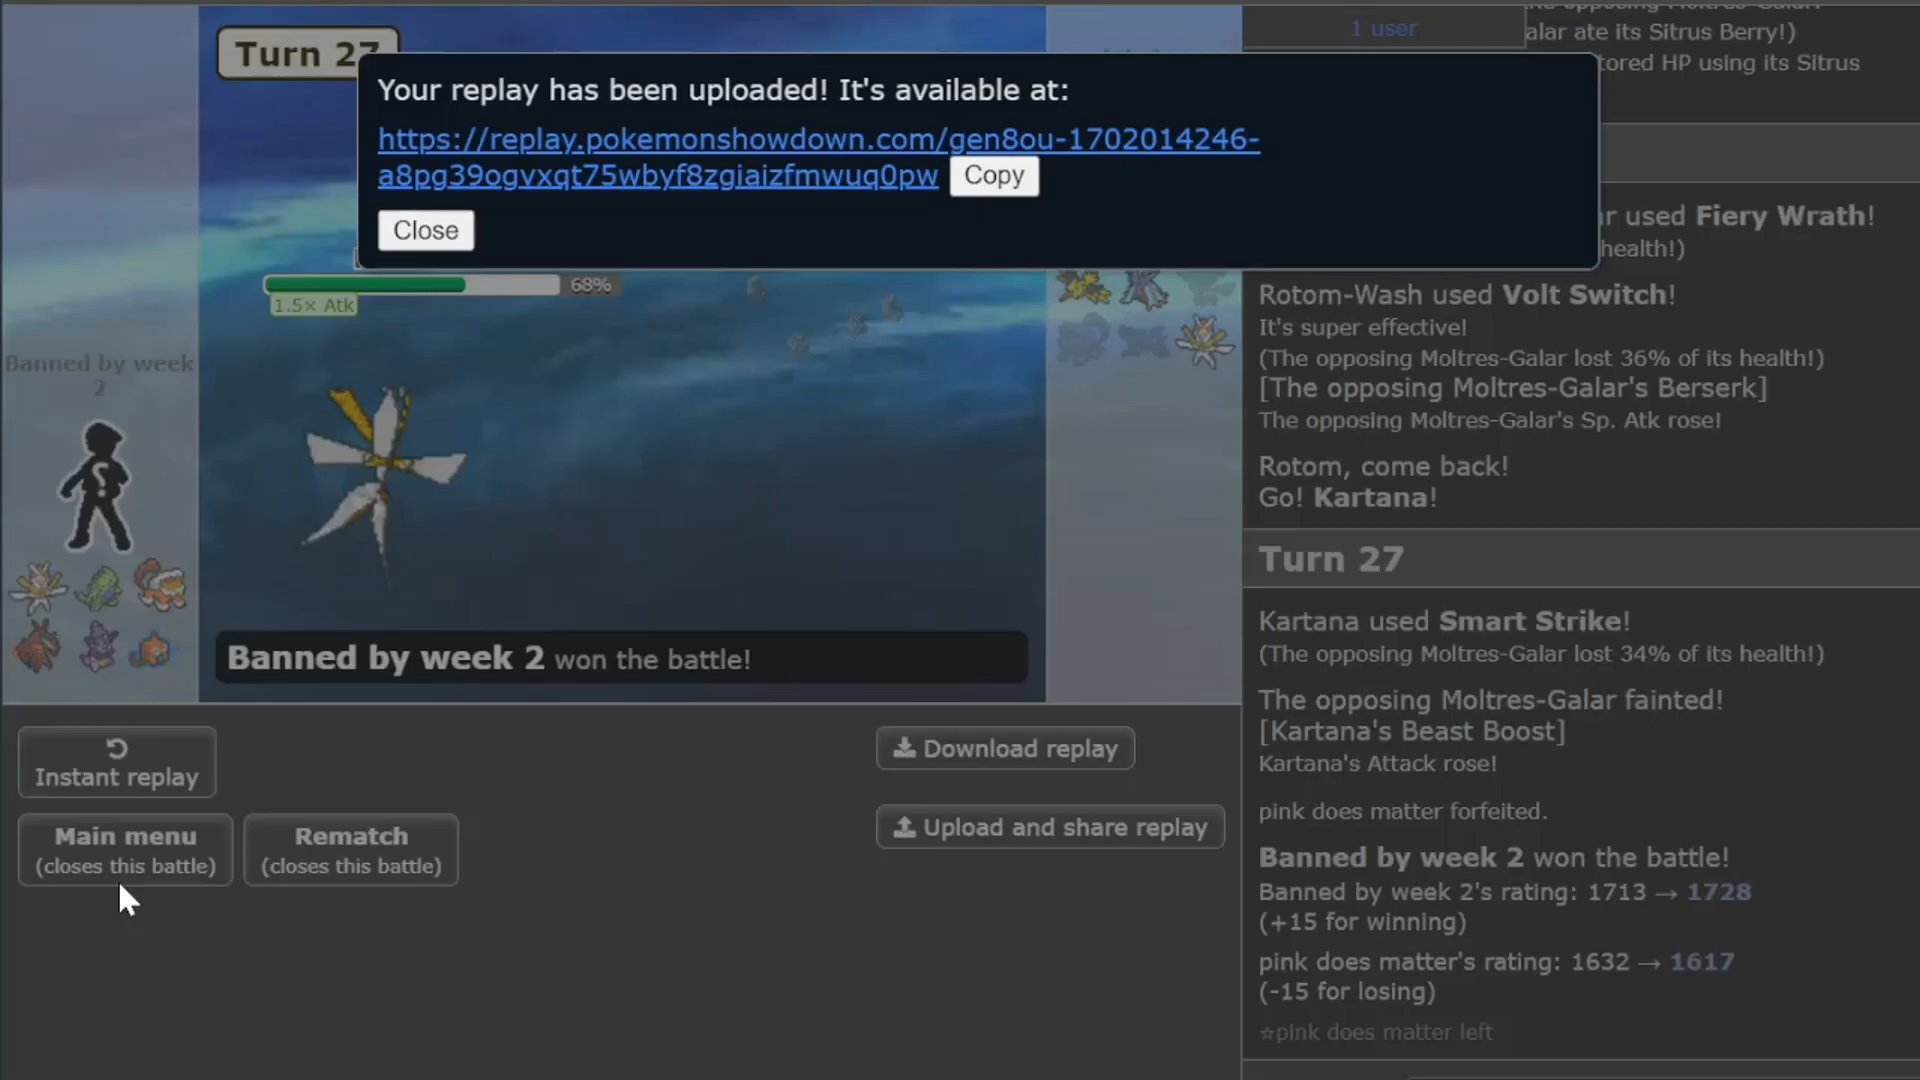 Turn 27
Your replay has been uploaded! It's available at:
https://replay.pokemonshowdown.com/gen8ou-1702014246-
a8pg39ogvxqt75wbyf8zgiaizfmwuq0pw Copy
Close
68%
1.5× Atk
Banned by week
2
Banned by week 2 won the battle!
Instant replay
Main menu
(closes this battle)
Rematch
(closes this battle)
Download replay
Upload and share replay
1 user
alar ate its Sitrus Berry!)
tored HP using its Sitrus
r used Fiery Wrath!
health!)
Rotom-Wash used Volt Switch!
It's super effective!
(The opposing Moltres-Galar lost 36% of its health!)
[The opposing Moltres-Galar's Berserk]
The opposing Moltres-Galar's Sp. Atk rose!
Rotom, come back!
Go! Kartana!
Turn 27
Kartana used Smart Strike!
(The opposing Moltres-Galar lost 34% of its health!)
The opposing Moltres-Galar fainted!
[Kartana's Beast Boost]
Kartana's Attack rose!
pink does matter forfeited.
Banned by week 2 won the battle!
Banned by week 2's rating: 1713 → 1728
(+15 for winning)
pink does matter's rating: 1632 → 1617
(-15 for losing)
☆pink does matter left